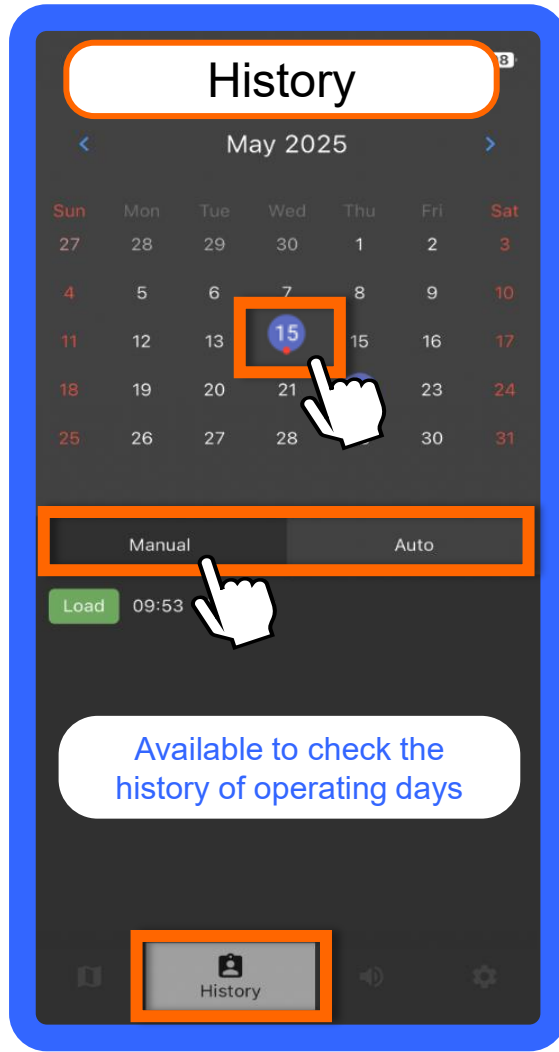 History
8
May 2025
Sun Mon Tue Wed Thu Fri Sat
27 28 29 30 1 2 3
4 5 6 7 8 9 10
11 12 13 15 15 16 17
18 19 20 21 23 24
25 26 27 28 30 31
Manual Auto
Load 09:53
Available to check the
history of operating days
History